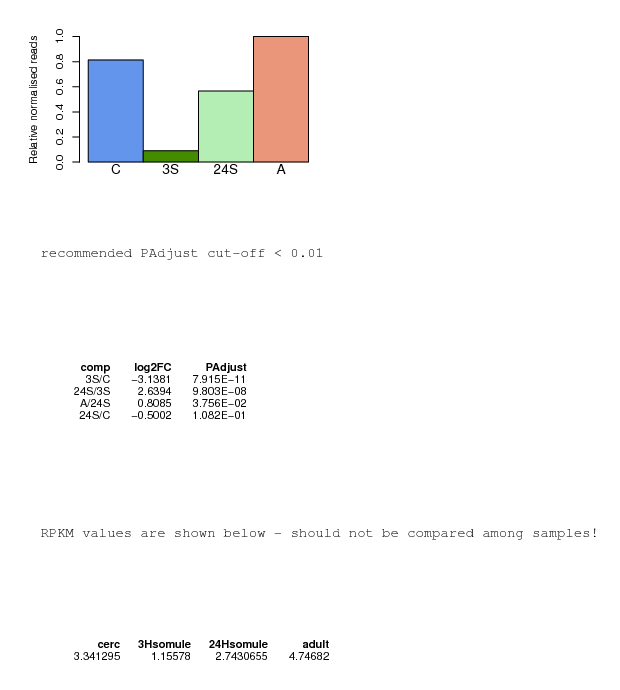 Relative normalised reads
1.0
0.8
0.6
0.4
0.2
0.0
C 3S 24S A
recommended PAdjust cut-off < 0.01
comp log2FC PAdjust
3S/C −3.1381 7.915E−11
24S/3S 2.6394 9.803E−08
A/24S 0.8085 3.756E−02
24S/C −0.5002 1.082E−01
RPKM values are shown below - should not be compared among samples!
cerc 3Hsomule 24Hsomule adult
3.341295 1.15578 2.7430655 4.74682